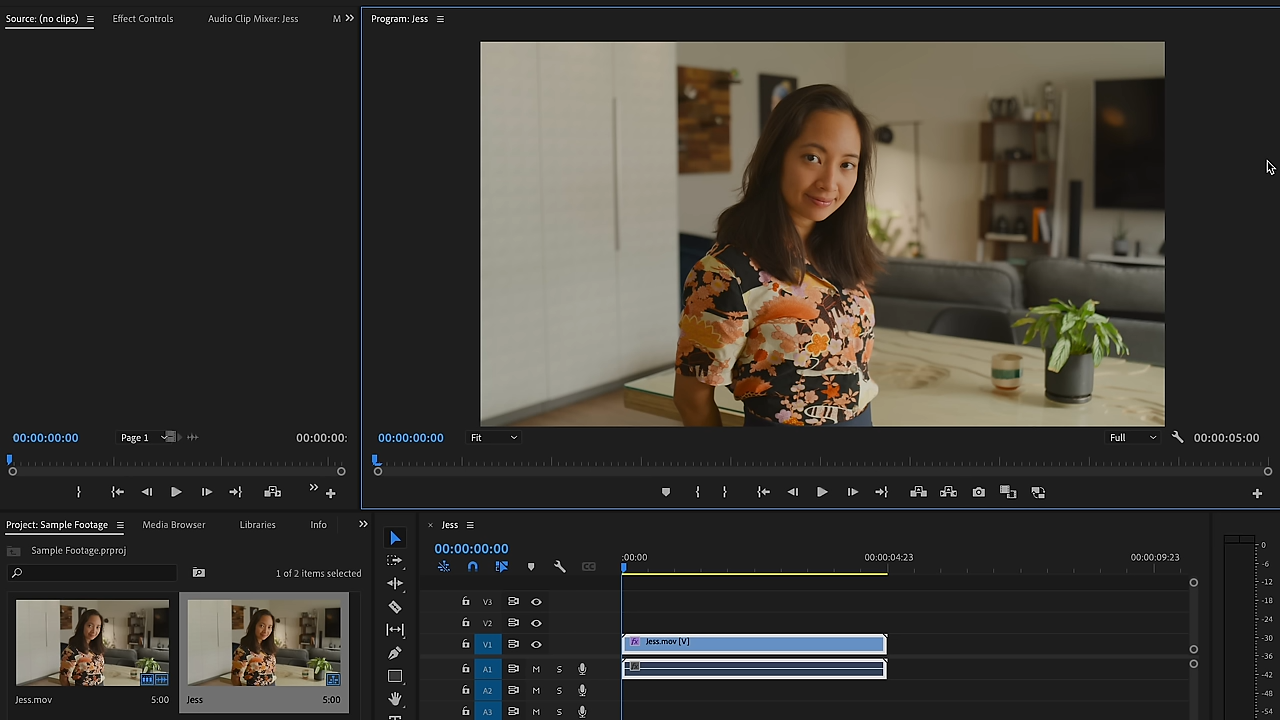 Source: (no clips)
Effect Controls
Audio Clip Mixer: Jess
M
Program: Jess
00:00:00:00
Page 1
00:00:00:
00:00:00:00
Fit
Full
00:00:05:00
Project: Sample Footage
Media Browser
Libraries
Info
Sample Footage.prproj
1 of 2 items selected
Jess.mov
5:00
Jess
5:00
Jess
00:00:00:00
:00:00
00:00:04:23
00:00:09:23
CC
V3
V2
V1
fx
Jess.mov [V]
A1
M
S
A2
M
S
A3
M
S
0
-6
-12
-18
-24
-30
-36
-42
-48
-54